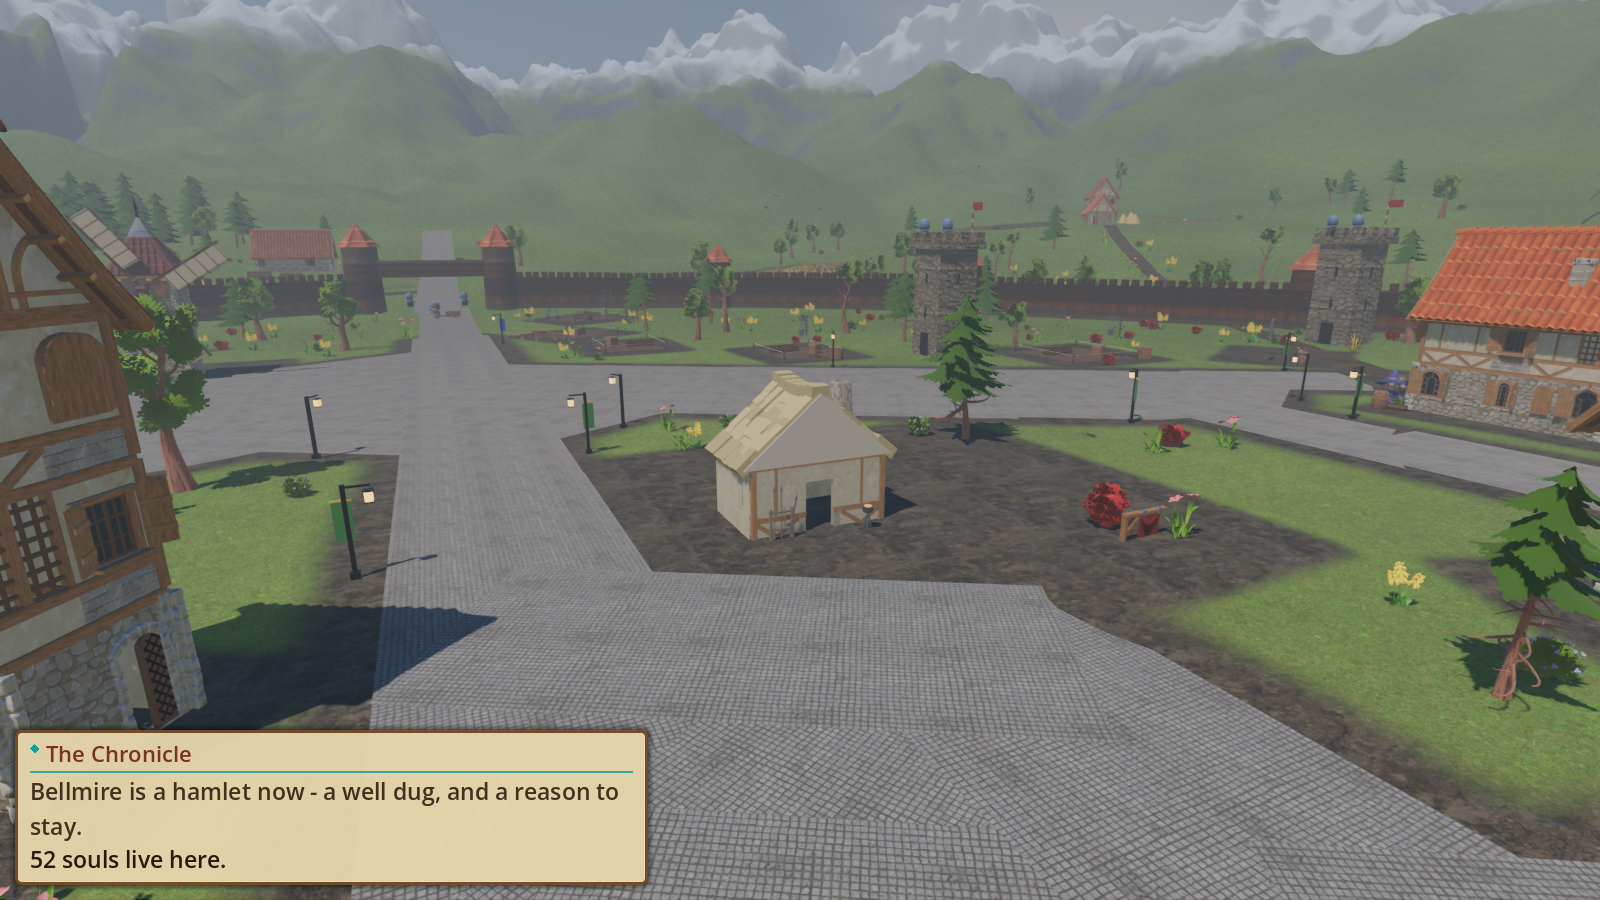 The Chronicle
Bellmire is a hamlet now - a well dug, and a reason to
stay.
52 souls live here.